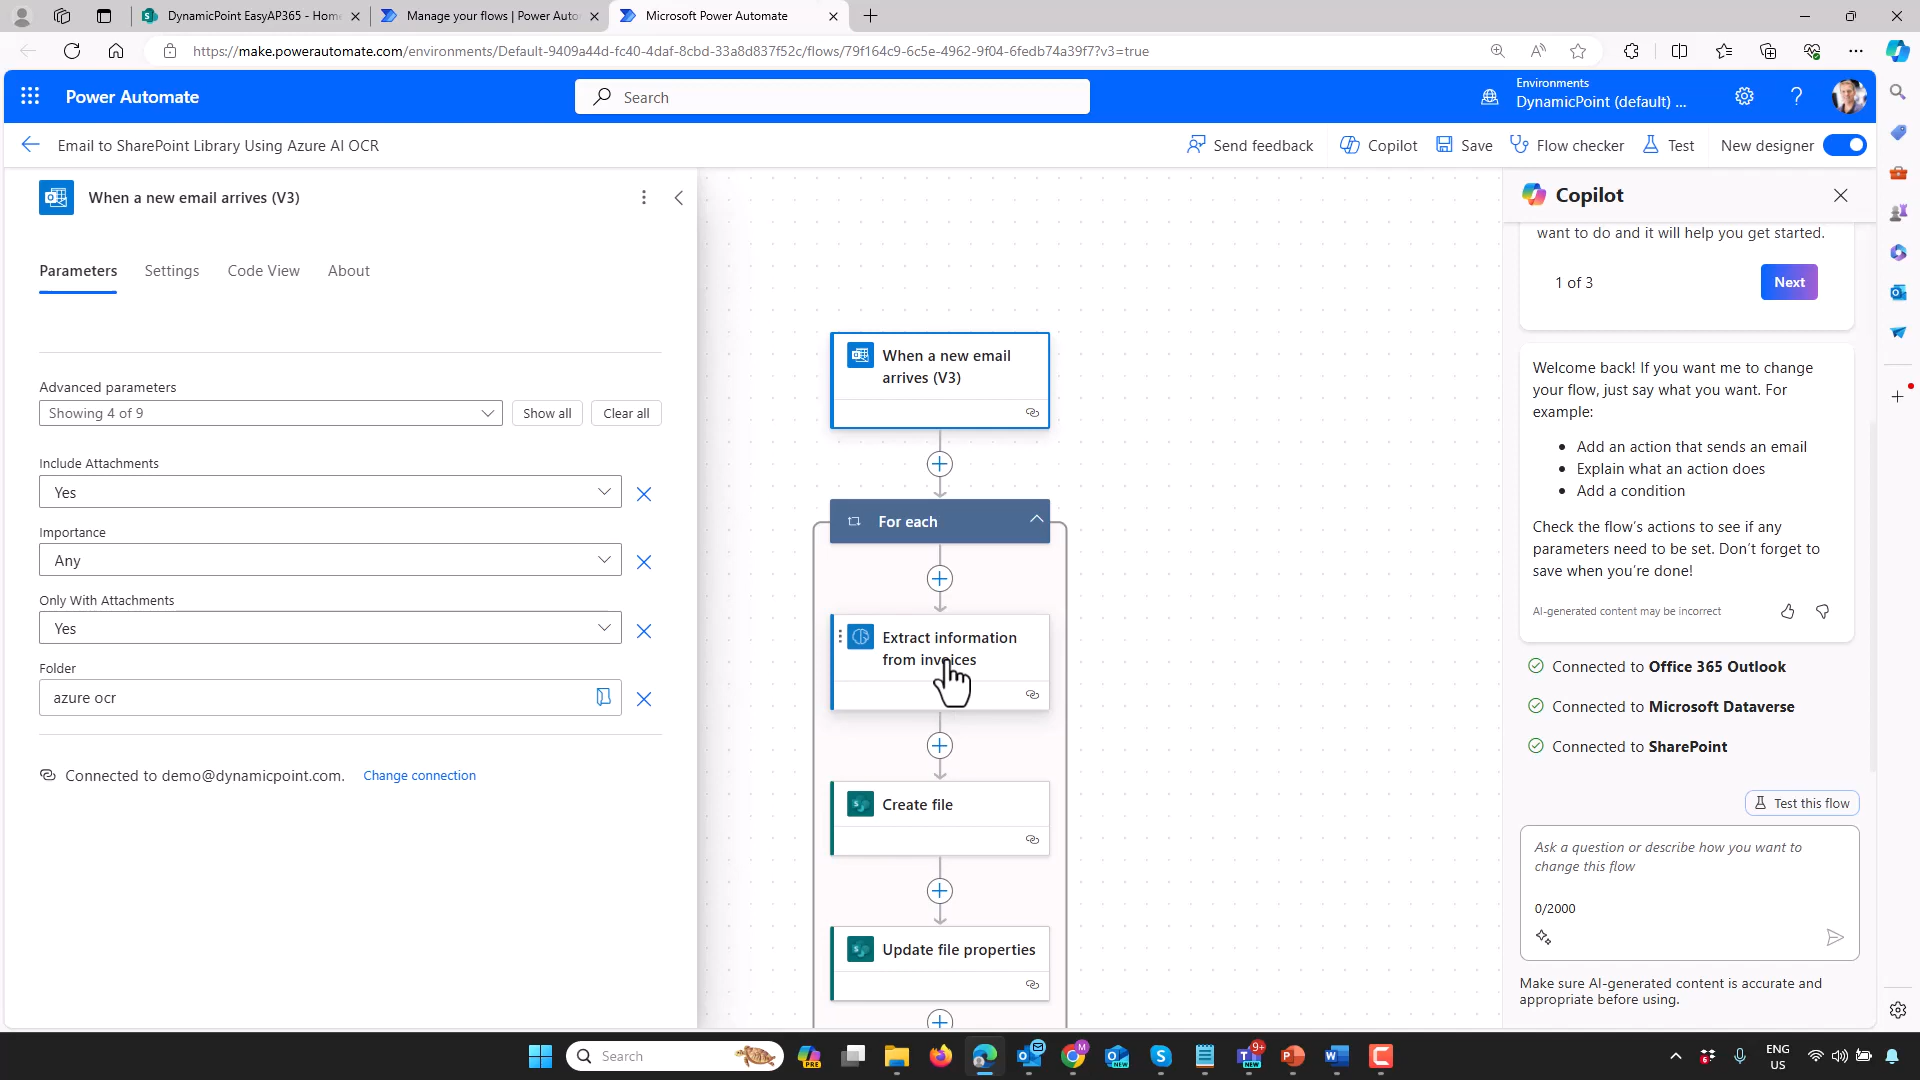 DynamicPoint EasyAP365 - Hom
Manage your flows | Power Auto
Microsoft Power Automate
https://make.powerautomate.com/environments/Default-9409a44d-fc40-4daf-8cbd-33a8d837f52c/flows/79f164c9-6c5e-4962-9f04-6fedb74a39f7?v3=true
Power Automate
Search
Environments
DynamicPoint (default) ...
Email to SharePoint Library Using Azure AI OCR
Send feedback
Copilot
Save
Flow checker
Test
New designer
When a new email arrives (V3)
Parameters
Settings
Code View
About
Advanced parameters
Showing 4 of 9
Show all
Clear all
Include Attachments
Yes
Importance
Any
Only With Attachments
Yes
Folder
azure ocr
Connected to demo@dynamicpoint.com.
Change connection
When a new email
arrives (V3)
For each
Extract information
from invoices
Create file
Update file properties
Copilot
want to do and it will help you get started.
1 of 3
Next
Welcome back! If you want me to change
your flow, just say what you want. For
example:
• Add an action that sends an email
• Explain what an action does
• Add a condition
Check the flow's actions to see if any
parameters need to be set. Don't forget to
save when you're done!
AI-generated content may be incorrect
Connected to Office 365 Outlook
Connected to Microsoft Dataverse
Connected to SharePoint
Test this flow
Ask a question or describe how you want to
change this flow
0/2000
Make sure AI-generated content is accurate and
appropriate before using.
Search
PRE
NEW
M
NEW
9+
NEW
6
ENG
US